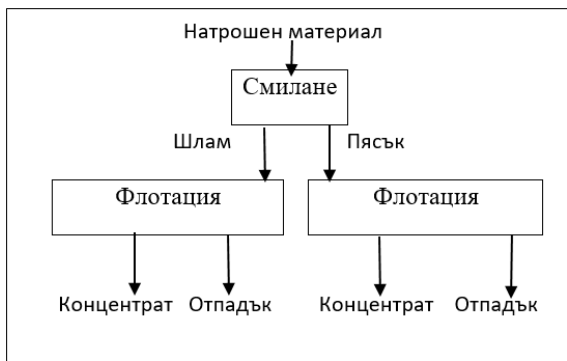 Натрошен материал
Смилане
Шлам
Пясък
Флотация
Флотация
Концентрат
Отпадък
Концентрат
Отпадък